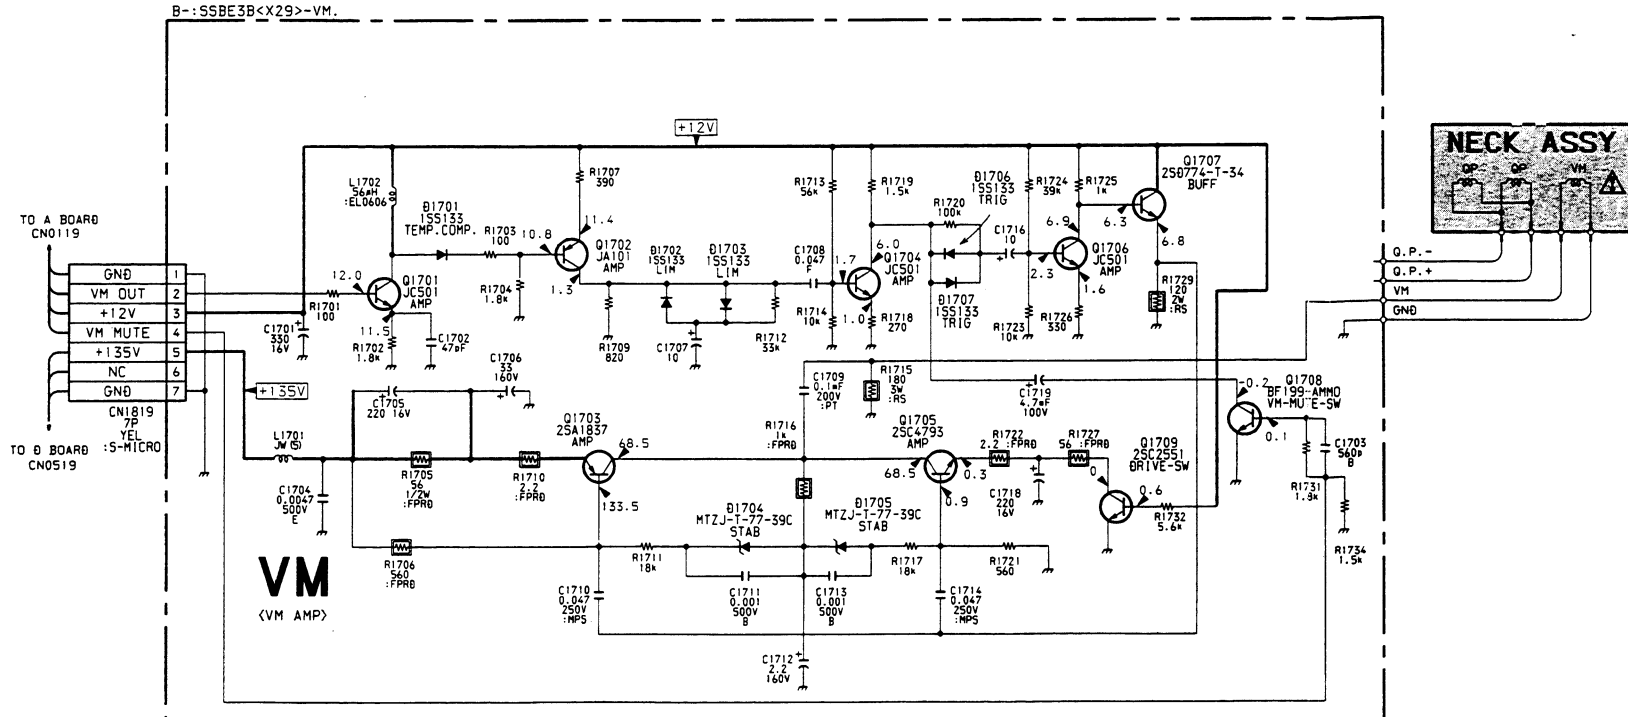 B-:SSBE3B<X29>-VM.
TO A BOARD
CN0119
GND 1
VM OUT 2
+12V 3
VM MUTE 4
+135V 5
NC 6
GND 7
CN1819
7P
YEL
:S-MICRO
TO D BOARD
CN0519
+12V
+135V
L1702
56mH
:EL0606
D1701
1SS133
TEMP.COMP.
R1703
100
R1707
390
11.4
10.8
Q1702
JA101
AMP
1.3
12.0
Q1701
JC501
AMP
11.5
R1701
100
C1701
330
16V
R1702
1.8k
C1702
47pF
R1704
1.8k
R1709
820
D1702
1SS133
LIM
D1703
1SS133
LIM
C1707
10
R1712
33k
C1708
0.047
F
R1713
56k
R1714
10k
R1719
1.5k
6.0
1.7
Q1704
JC501
AMP
1.0
R1718
270
R1720
100k
D1706
1SS133
TRIG
D1707
1SS133
TRIG
C1716
10
R1724
39k
R1725
1k
R1723
10k
R1726
330
6.9
2.3
Q1706
JC501
AMP
1.6
Q1707
2SD774-T-34
BUFF
6.3
6.8
R1729
120
2W
:RS
NECK ASSY
QP
QP
VM
Q.P.-
Q.P.+
VM
GND
C1705
220 16V
C1706
33
160V
L1701
JW(5)
C1704
0.0047
500V
E
R1705
56
1/2W
:FPRD
R1710
2.2
:FPRD
R1706
560
:FPRD
Q1703
2SA1837
AMP
68.5
133.5
R1711
18k
C1710
0.047
250V
:MPS
D1704
MTZJ-T-77-39C
STAB
D1705
MTZJ-T-77-39C
STAB
C1711
0.001
500V
B
C1713
0.001
500V
B
C1712
2.2
160V
C1709
0.1mF
200V
:PT
R1715
180
3W
:RS
R1716
1k
:FPRD
Q1705
2SC4793
AMP
68.5
0.3
0.9
R1717
18k
C1714
0.047
250V
:MPS
R1721
560
R1722
2.2 :FPRD
R1727
56 :FPRD
C1718
220
16V
C1719
4.7mF
100V
Q1709
2SC2551
DRIVE-SW
0
0.6
R1732
5.6k
Q1708
BF199-AMMO
VM-MUTE-SW
-0.2
0.1
C1703
560p
B
R1731
1.8k
R1734
1.5k
VM
<VM AMP>